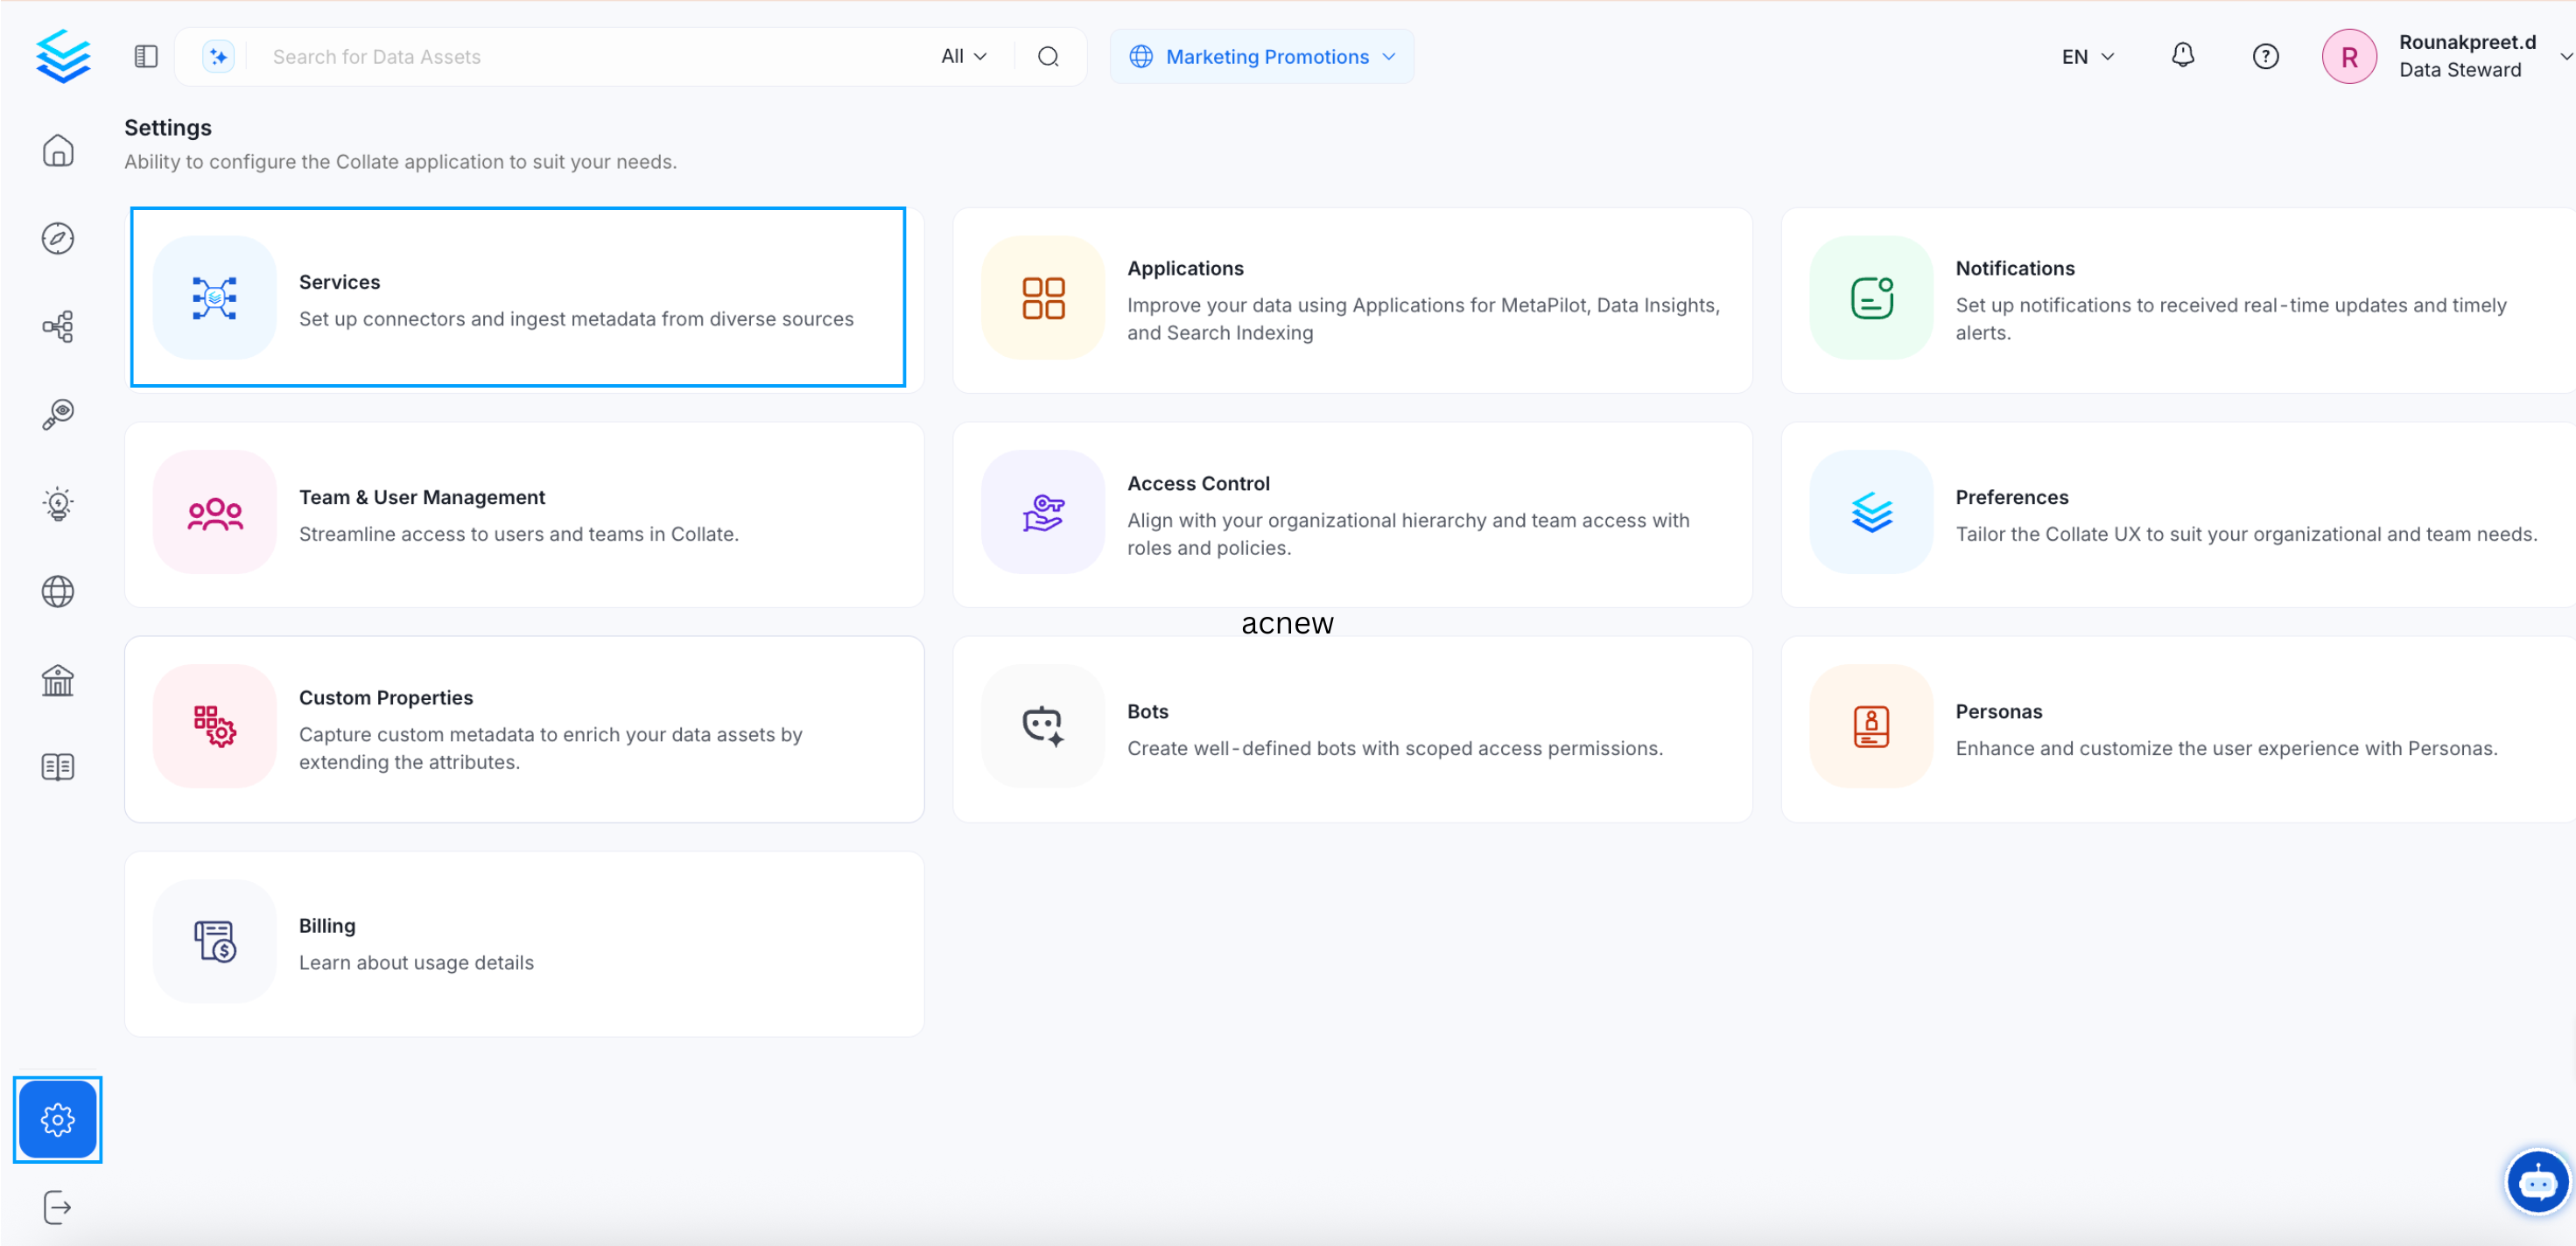 Search for Data Assets
All
Marketing Promotions
EN
R
Rounakpreet.d
Data Steward
Settings
Ability to configure the Collate application to suit your needs.
Services
Set up connectors and ingest metadata from diverse sources
Applications
Improve your data using Applications for MetaPilot, Data Insights,
and Search Indexing
Notifications
Set up notifications to received real-time updates and timely
alerts.
Team & User Management
Streamline access to users and teams in Collate.
Access Control
Align with your organizational hierarchy and team access with
roles and policies.
Preferences
Tailor the Collate UX to suit your organizational and team needs.
acnew
Custom Properties
Capture custom metadata to enrich your data assets by
extending the attributes.
Bots
Create well-defined bots with scoped access permissions.
Personas
Enhance and customize the user experience with Personas.
Billing
Learn about usage details